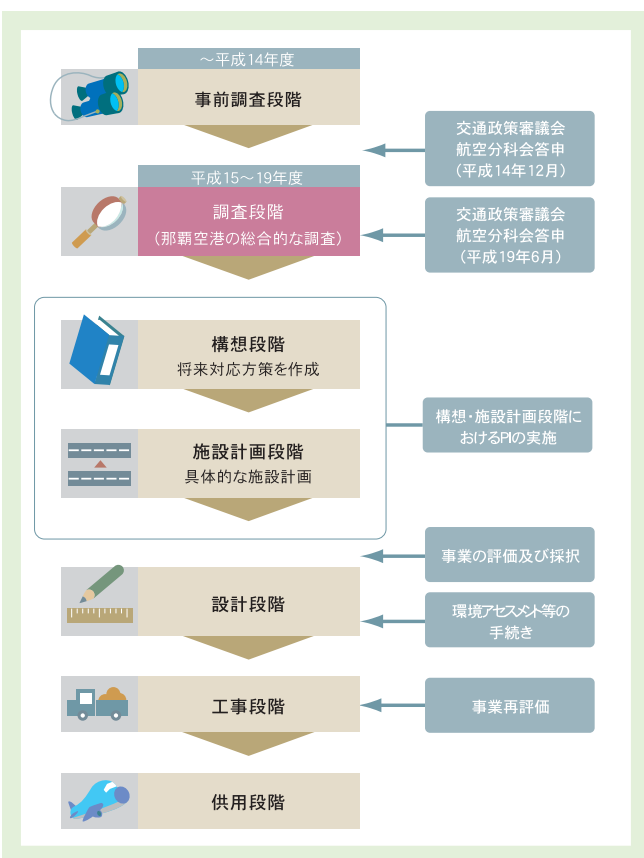 ～平成14年度
事前調査段階
交通政策審議会
航空分科会答申
（平成14年12月）
平成15～19年度
調査段階
（那覇空港の総合的な調査）
交通政策審議会
航空分科会答申
（平成19年6月）
構想段階
将来対応方策を作成
構想・施設計画段階に
おけるPIの実施
施設計画段階
具体的な施設計画
事業の評価及び採択
設計段階
環境アセスメント等の
手続き
工事段階
事業再評価
供用段階